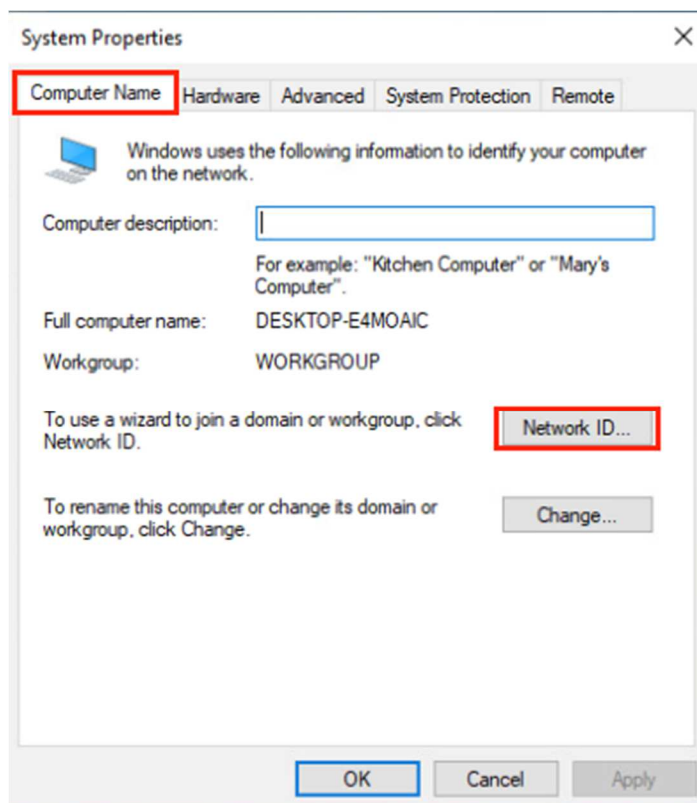 System Properties
Computer Name Hardware Advanced System Protection Remote
Windows uses the following information to identify your computer
on the network.
Computer description:
For example: "Kitchen Computer" or "Mary's
Computer".
Full computer name: DESKTOP-E4MOAIC
Workgroup: WORKGROUP
To use a wizard to join a domain or workgroup, click
Network ID.
Network ID...
To rename this computer or change its domain or
workgroup, click Change.
Change...
OK Cancel Apply